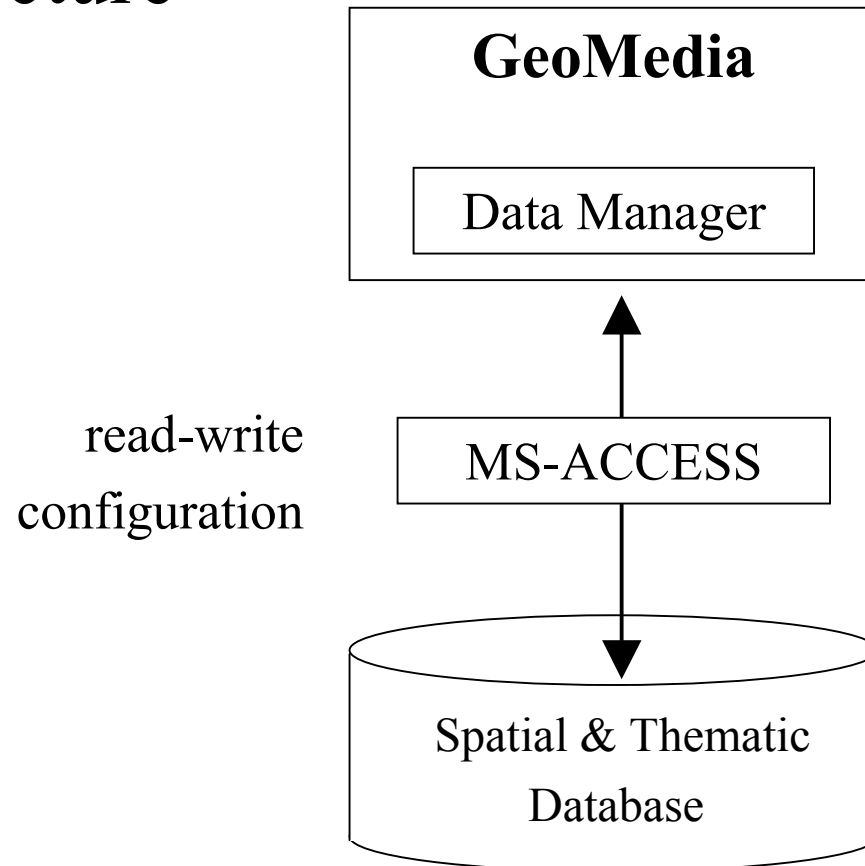 GeoMedia
Data Manager
read-write
configuration
MS-ACCESS
Spatial & Thematic
Database